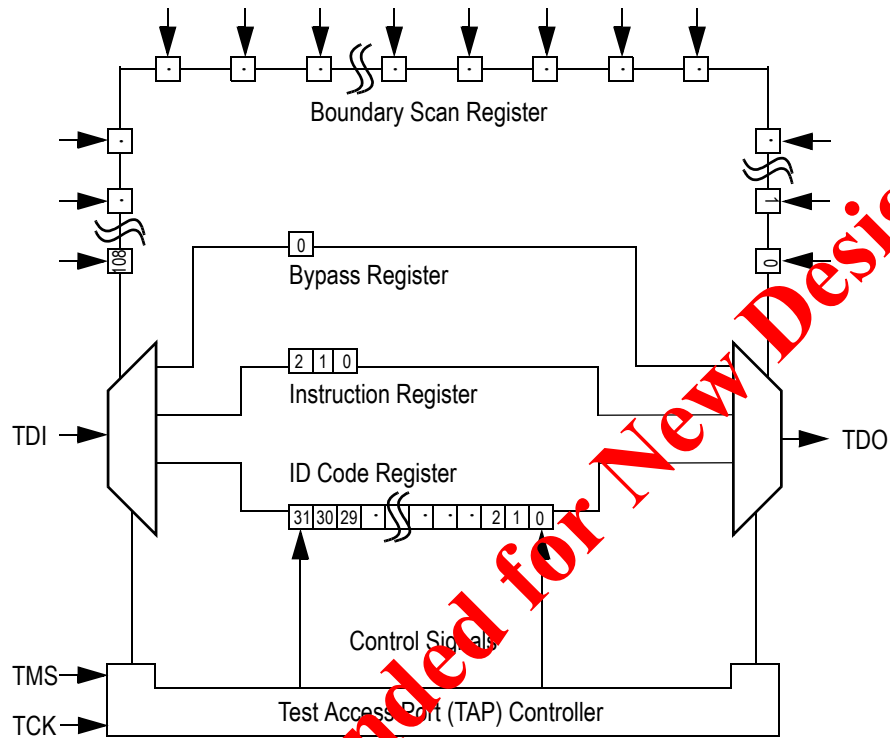 Boundary Scan Register
108
1
0
0
Bypass Register
2 1 0
Instruction Register
TDI
TDO
ID Code Register
31 30 29 · · · · 2 1 0
Control Signals
TMS
Test Access Port (TAP) Controller
TCK
nded for New Desi